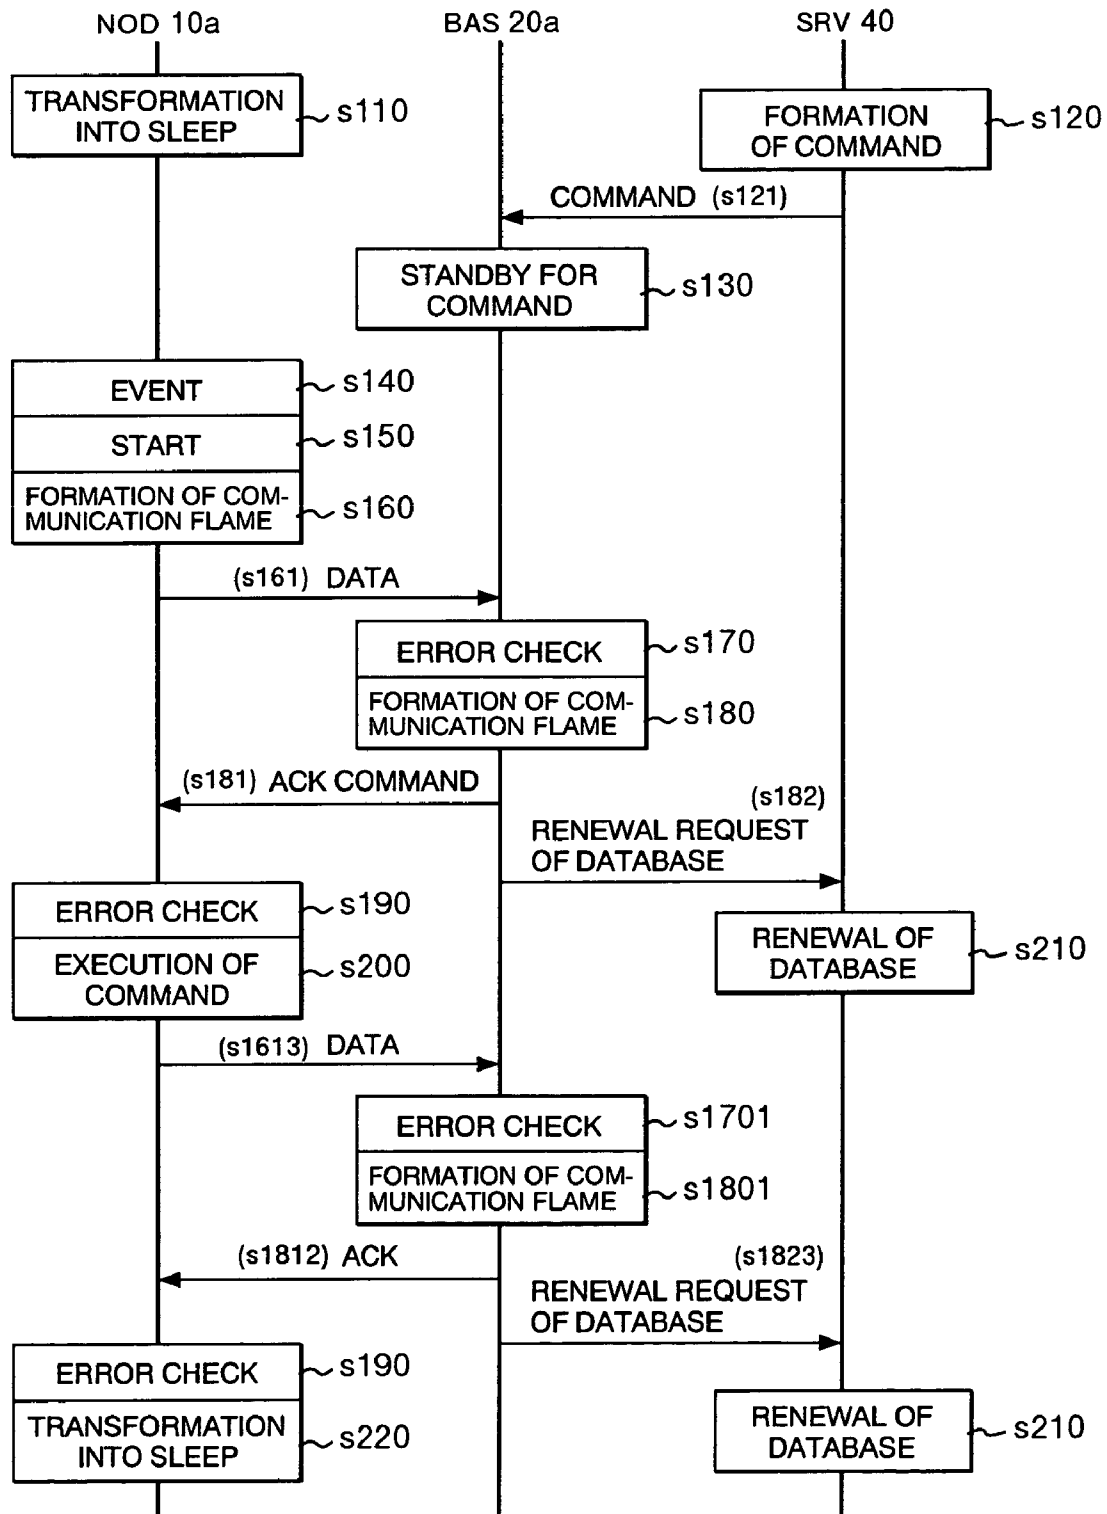 NOD 10a
BAS 20a
SRV 40
TRANSFORMATION
INTO SLEEP
s110
FORMATION
OF COMMAND
s120
COMMAND (s121)
STANDBY FOR
COMMAND
s130
EVENT
s140
START
s150
FORMATION OF COM-
MUNICATION FLAME
s160
(s161) DATA
ERROR CHECK
s170
FORMATION OF COM-
MUNICATION FLAME
s180
(s181) ACK COMMAND
(s182)
RENEWAL REQUEST
OF DATABASE
ERROR CHECK
s190
EXECUTION OF
COMMAND
s200
RENEWAL OF
DATABASE
s210
(s1613) DATA
ERROR CHECK
s1701
FORMATION OF COM-
MUNICATION FLAME
s1801
(s1812) ACK
(s1823)
RENEWAL REQUEST
OF DATABASE
ERROR CHECK
s190
TRANSFORMATION
INTO SLEEP
s220
RENEWAL OF
DATABASE
s210